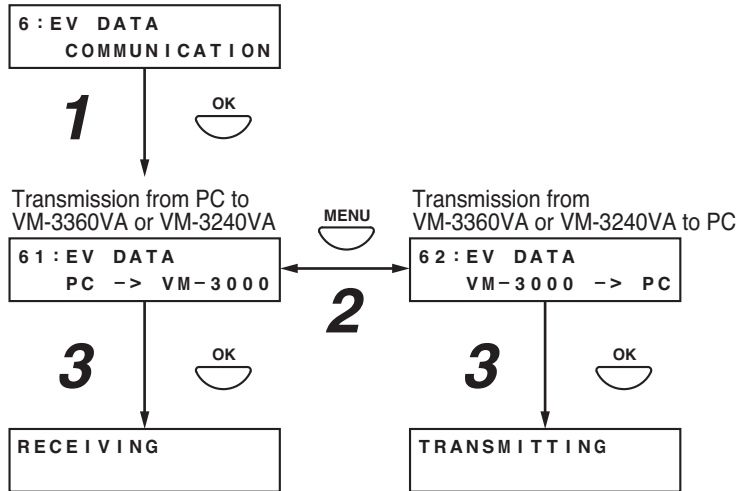 6:EV DATA
COMMUNICATION
1
OK
Transmission from PC to
VM-3360VA or VM-3240VA
MENU
Transmission from
VM-3360VA or VM-3240VA to PC
61:EV DATA
PC -> VM-3000
2
62:EV DATA
VM-3000 -> PC
3
OK
3
OK
RECEIVING
TRANSMITTING